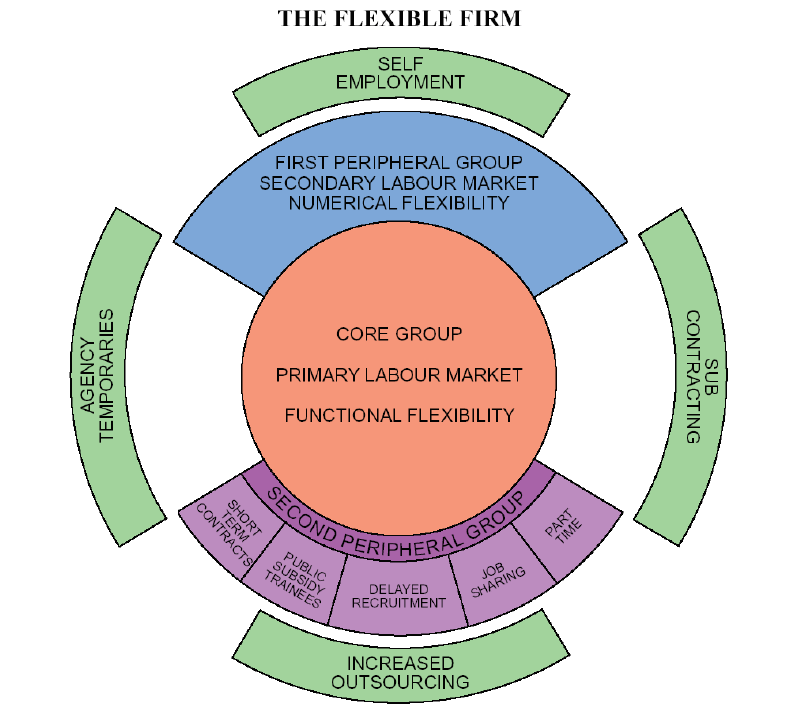 THE FLEXIBLE FIRM
SELF
EMPLOYMENT
FIRST PERIPHERAL GROUP
SECONDARY LABOUR MARKET
NUMERICAL FLEXIBILITY
AGENCY
TEMPORARIES
CORE GROUP
PRIMARY LABOUR MARKET
FUNCTIONAL FLEXIBILITY
SUB
CONTRACTING
SECOND PERIPHERAL GROUP
SHORT
TERM
CONTRACTS
PUBLIC
SUBSIDY
TRAINEES
DELAYED
RECRUITMENT
JOB
SHARING
PART
TIME
INCREASED
OUTSOURCING